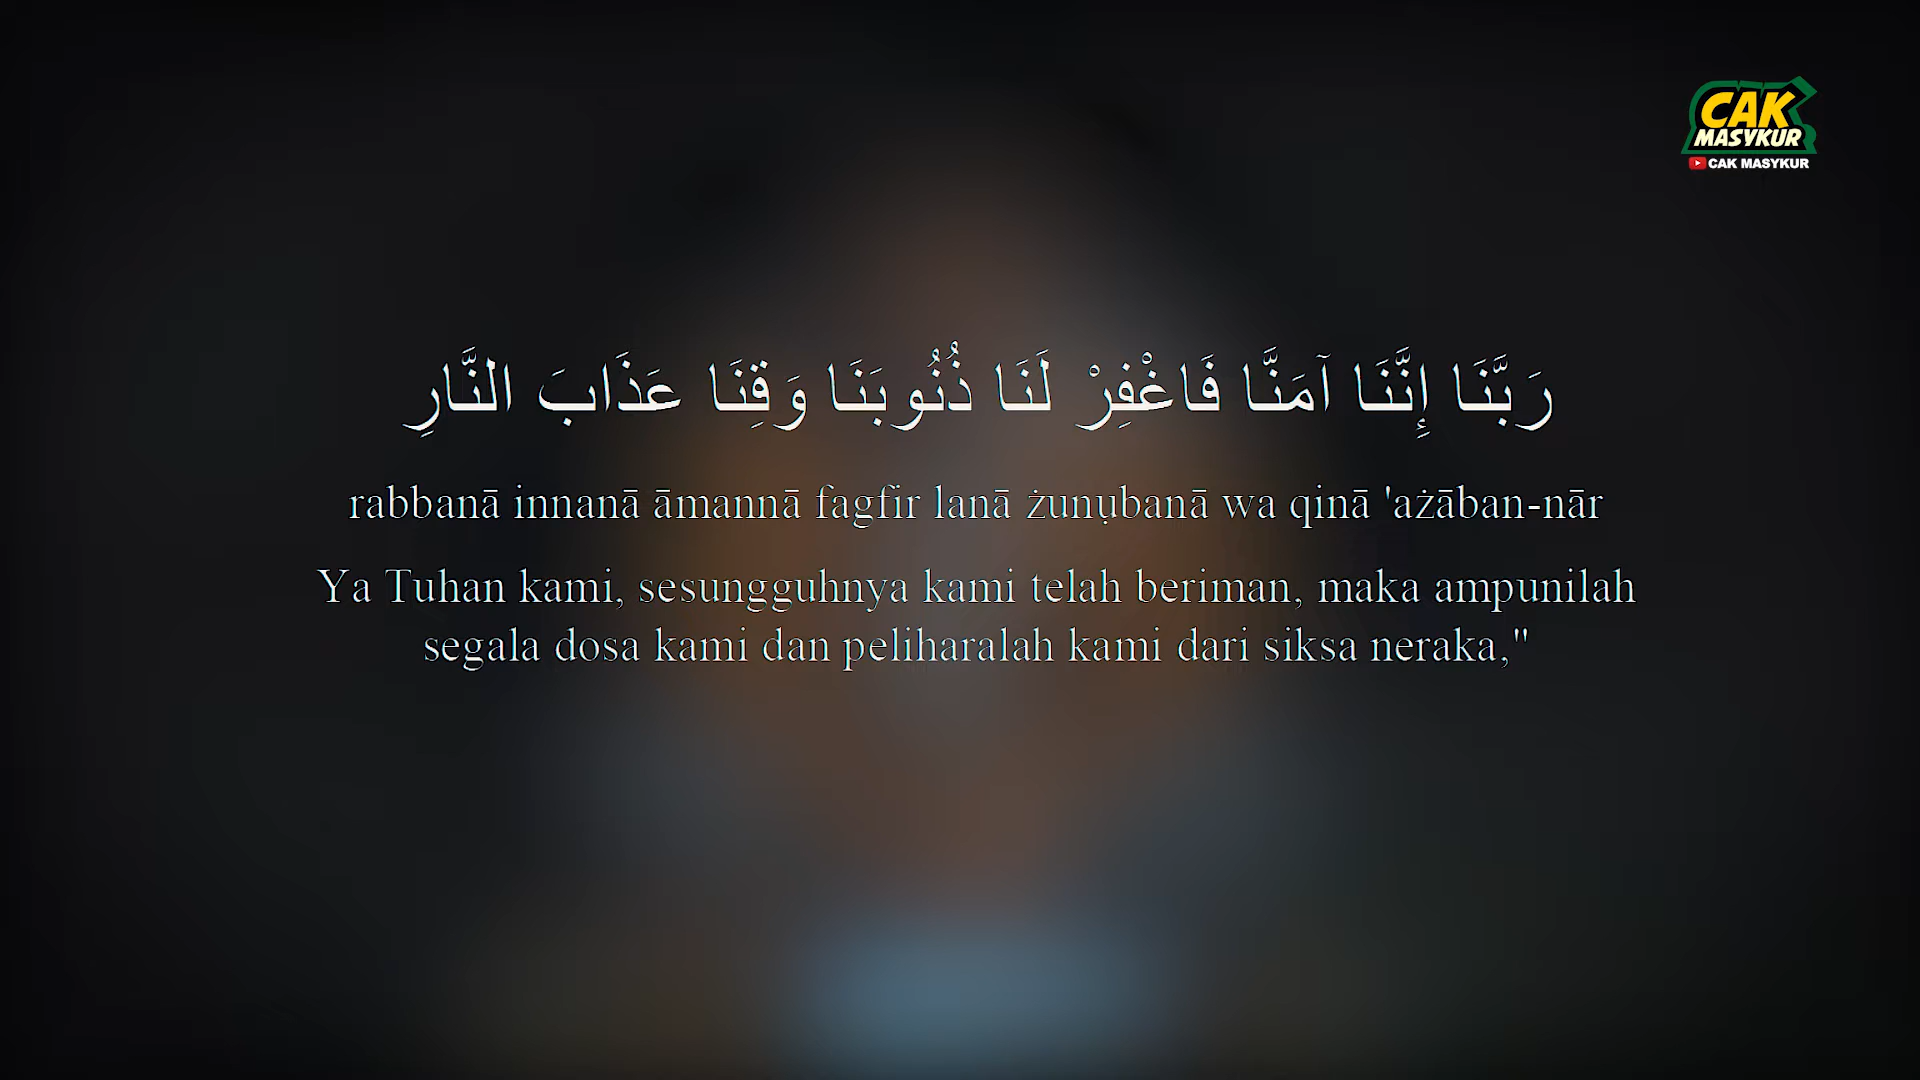 CAK
MASYKUR
CAK MASYKUR
رَبَّنَا إِنَّنَا آمَنَّا فَاغْفِرْ لَنَا ذُنُوبَنَا وَقِنَا عَذَابَ النَّارِ
rabbanā innanā āmannā fagfir lanā żunụbanā wa qinā 'ażāban-nār
Ya Tuhan kami, sesungguhnya kami telah beriman, maka ampunilah
segala dosa kami dan peliharalah kami dari siksa neraka,"